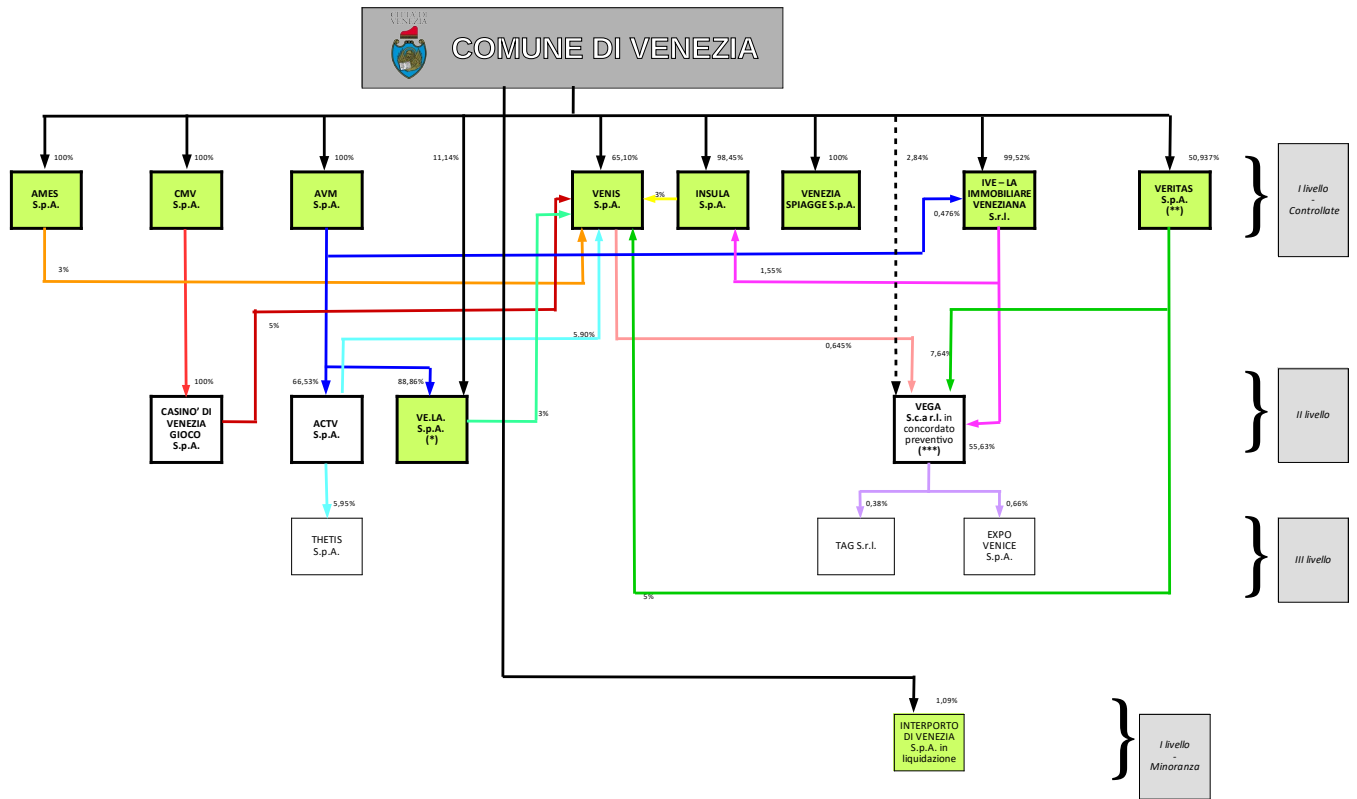 CITTÀ DI
VENEZIA
COMUNE DI VENEZIA
100%
100%
100%
11,14%
65,10%
98,45%
100%
2,84%
99,52%
50,937%
AMES
S.p.A.
CMV
S.p.A.
AVM
S.p.A.
VENIS
S.p.A.
3%
INSULA
S.p.A.
VENEZIA
SPIAGGE S.p.A.
0,476%
IVE – LA
IMMOBILIARE
VENEZIANA
S.r.l.
VERITAS
S.p.A.
(**)
I livello
-
Controllate
3%
1,55%
5%
5,90%
0,645%
7,64%
100%
66,53%
88,86%
CASINO’ DI
VENEZIA
GIOCO
S.p.A.
ACTV
S.p.A.
VE.LA.
S.p.A.
(*)
3%
VEGA
S.c.a r.l. in
concordato
preventivo
(***)
55,63%
II livello
5,95%
0,38%
0,66%
THETIS
S.p.A.
TAG S.r.l.
EXPO
VENICE
S.p.A.
III livello
5%
1,09%
INTERPORTO
DI VENEZIA
S.p.A. in
liquidazione
I livello
-
Minoranza